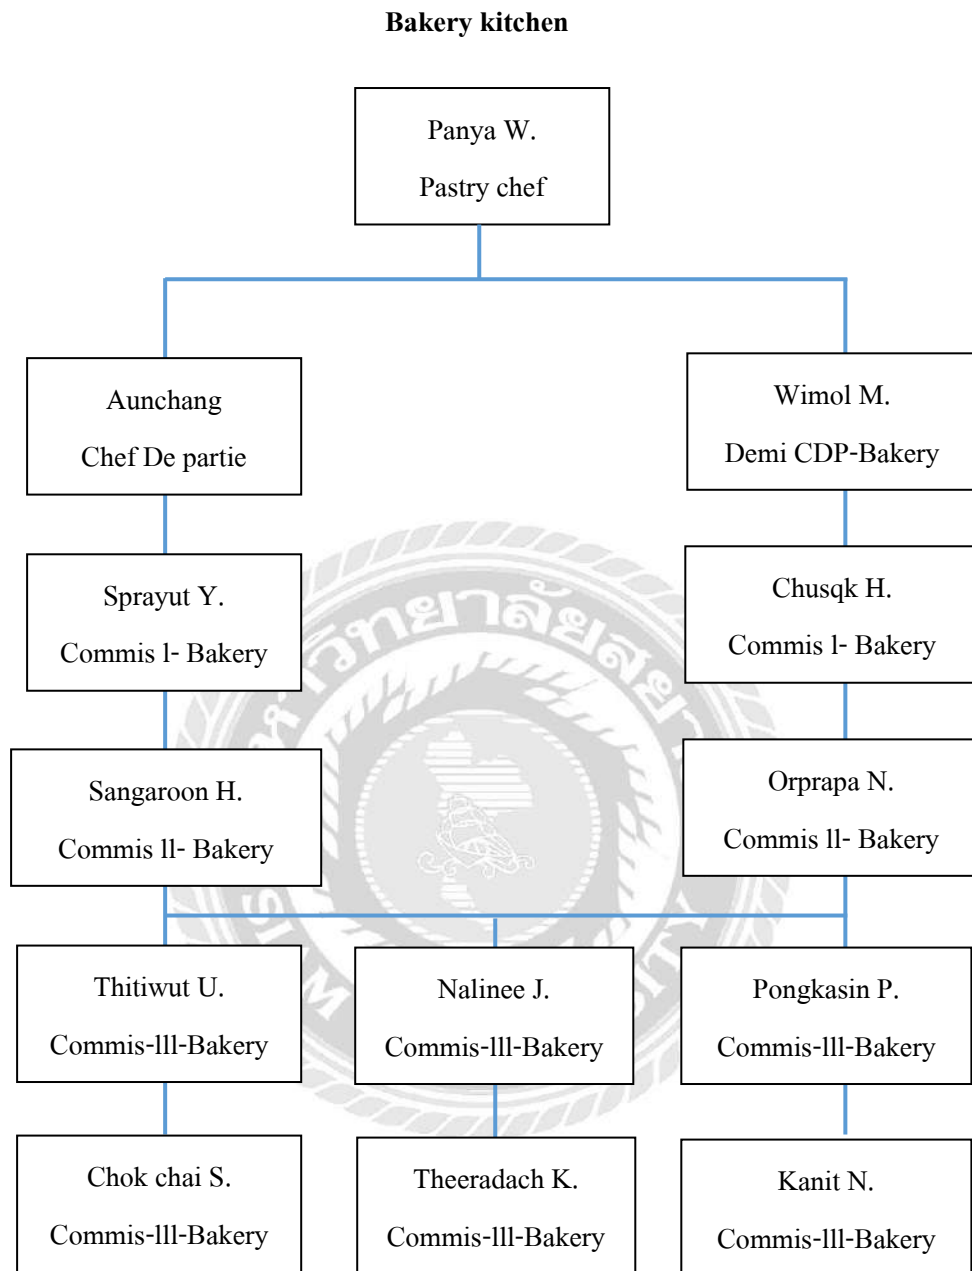 Bakery kitchen
Panya W.
Pastry chef
Aunchang
Chef De partie
Wimol M.
Demi CDP-Bakery
Sprayut Y.
Commis l- Bakery
Chusqk H.
Commis l- Bakery
Sangaroon H.
Commis ll- Bakery
Orprapa N.
Commis ll- Bakery
Thitiwut U.
Commis-lll-Bakery
Nalinee J.
Commis-lll-Bakery
Pongkasin P.
Commis-lll-Bakery
Chok chai S.
Commis-lll-Bakery
Theeradach K.
Commis-lll-Bakery
Kanit N.
Commis-lll-Bakery